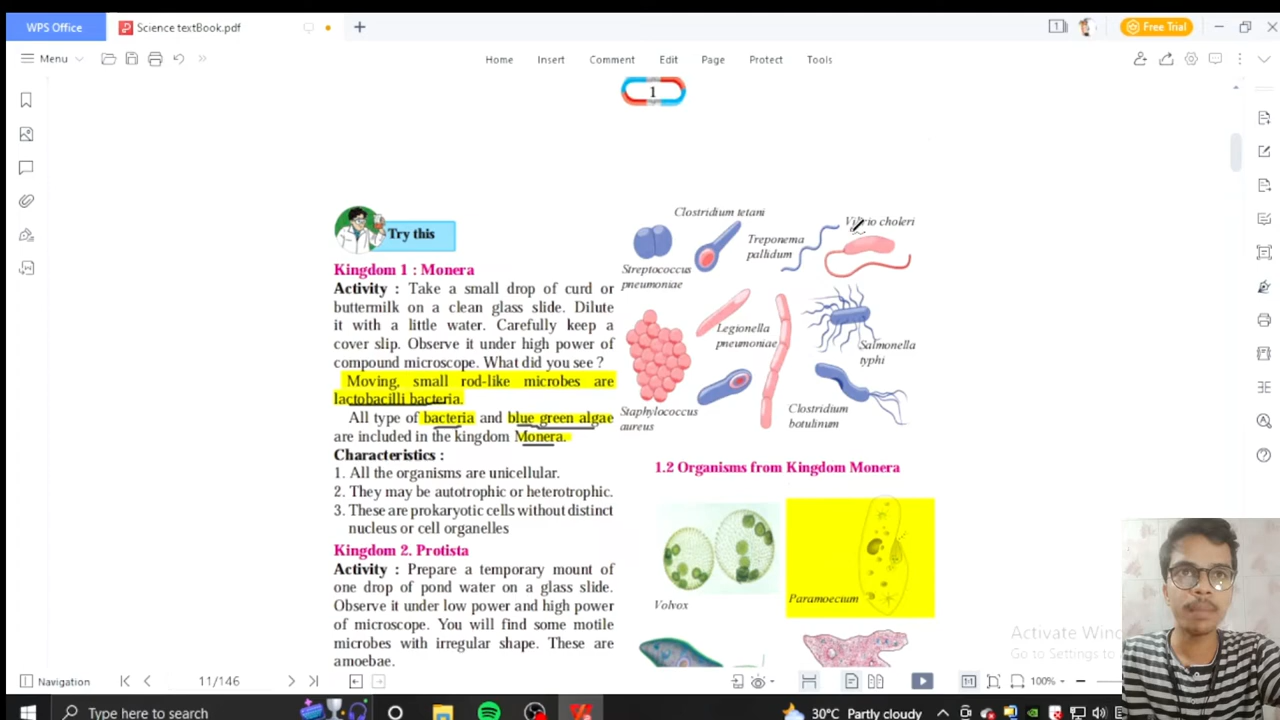 WPS Office
Science textBook.pdf
Free Trial
Menu
Home Insert Comment Edit Page Protect Tools
1
Try this
Kingdom 1 : Monera
Activity : Take a small drop of curd or
buttermilk on a clean glass slide. Dilute
it with a little water. Carefully keep a
cover slip. Observe it under high power of
compound microscope. What did you see ?
Moving, small rod-like microbes are
lactobacilli bacteria.
All type of bacteria and blue green algae
are included in the kingdom Monera.
Characteristics :
1. All the organisms are unicellular.
2. They may be autotrophic or heterotrophic.
3. These are prokaryotic cells without distinct
nucleus or cell organelles
Kingdom 2. Protista
Activity : Prepare a temporary mount of
one drop of pond water on a glass slide.
Observe it under low power and high power
of microscope. You will find some motile
microbes with irregular shape. These are
amoebae.
Clostridium tetani
Vibrio choleri
Treponema
pallidum
Streptococcus
pneumoniae
Legionella
pneumoniae
Salmonella
typhi
Staphylococcus
aureus
Clostridium
botulinum
1.2 Organisms from Kingdom Monera
Volvox
Paramoecium
Activate Win
Go to Settings to
Navigation
11/146
100%
Type here to search
30°C Partly cloudy